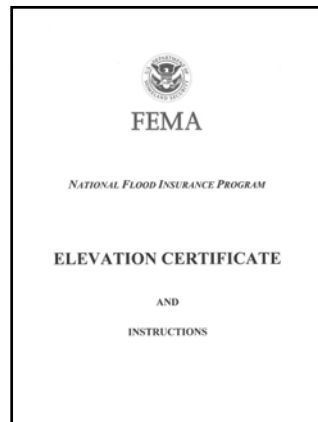 FEMA
NATIONAL FLOOD INSURANCE PROGRAM
ELEVATION CERTIFICATE
AND
INSTRUCTIONS